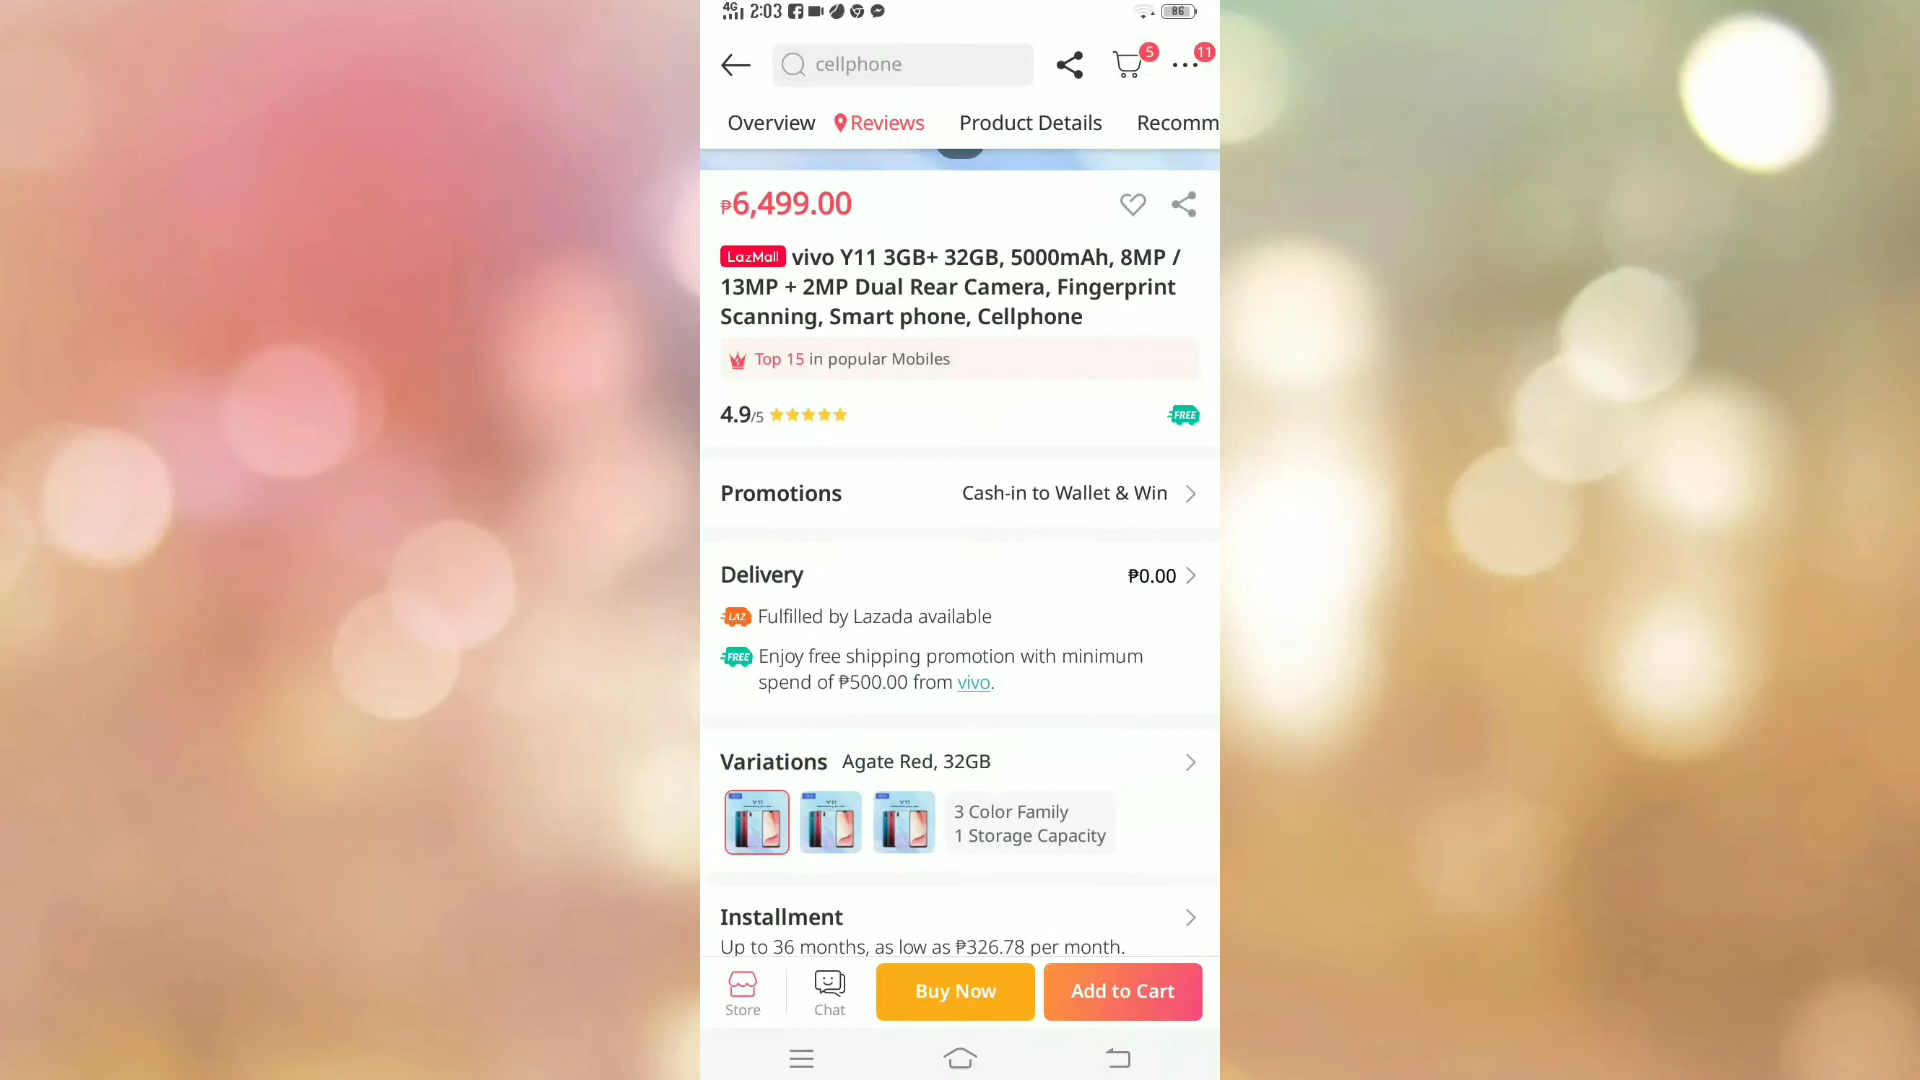 4G 2:03 86
cellphone 5 11
Overview Reviews Product Details Recomm
₱6,499.00
LazMall vivo Y11 3GB+ 32GB, 5000mAh, 8MP /
13MP + 2MP Dual Rear Camera, Fingerprint
Scanning, Smart phone, Cellphone
Top 15 in popular Mobiles
4.9/5 FREE
Promotions Cash-in to Wallet & Win
Delivery ₱0.00
LAZ Fulfilled by Lazada available
FREE Enjoy free shipping promotion with minimum
spend of ₱500.00 from vivo.
Variations Agate Red, 32GB
Y11 Y11 Y11
3 Color Family
1 Storage Capacity
Installment
Up to 36 months, as low as ₱326.78 per month.
Store Chat Buy Now Add to Cart